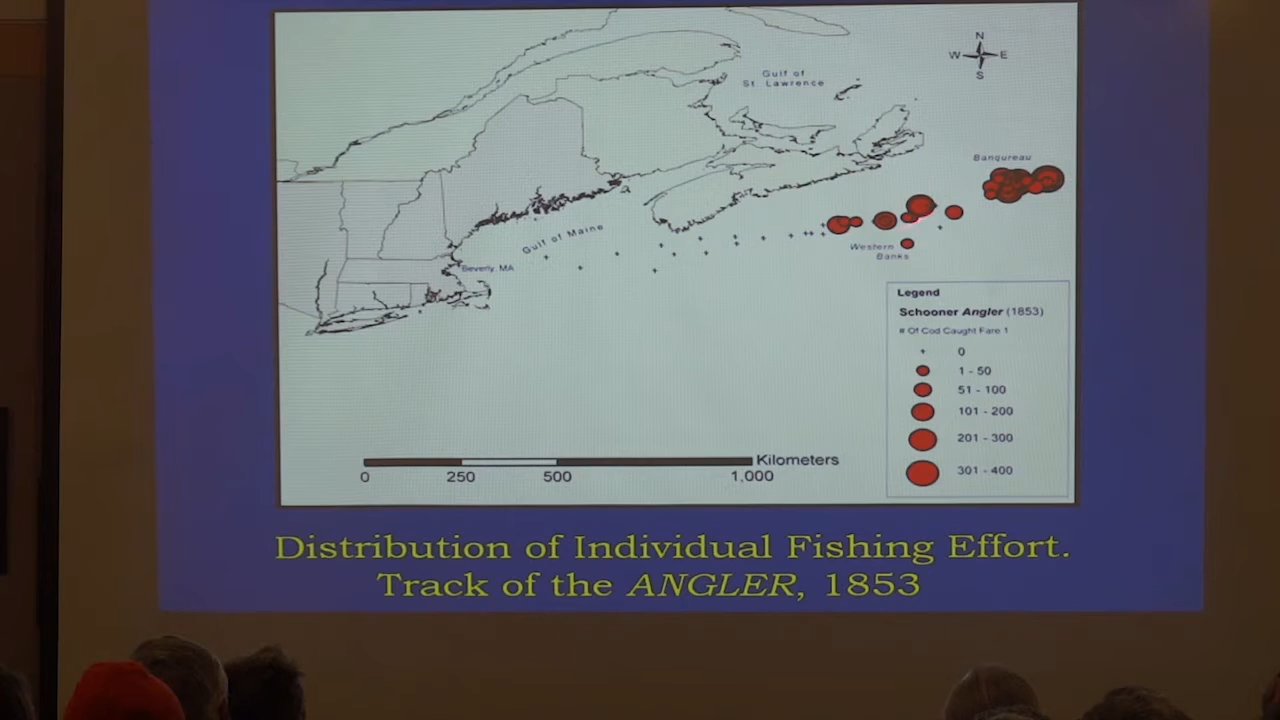 N
W E
S
Gulf of
St. Lawrence
Banqureau
Gulf of Maine
Western
Banks
Beverly, MA
Legend
Schooner Angler (1853)
# Of Cod Caught Fare 1
0
1 - 50
51 - 100
101 - 200
201 - 300
301 - 400
Kilometers
0 250 500 1,000
Distribution of Individual Fishing Effort.
Track of the ANGLER, 1853